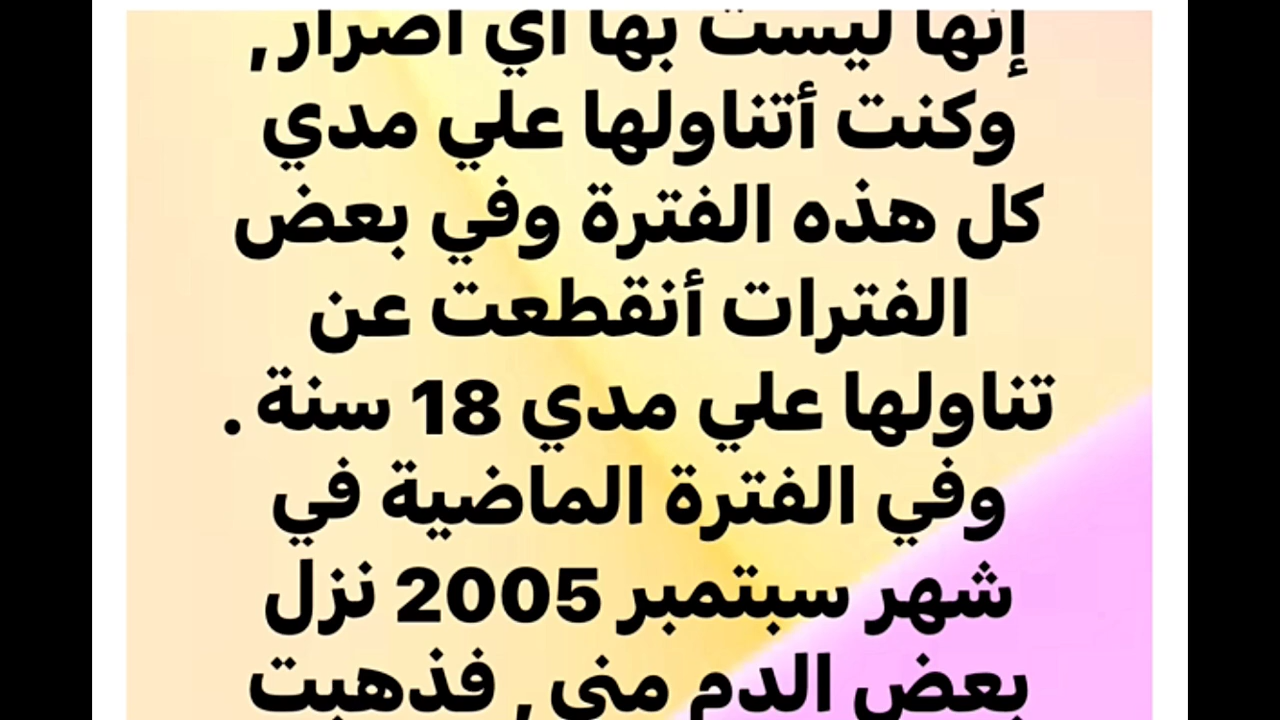 إنها ليست بها أي أضرار ,
وكنت أتناولها علي مدي
كل هذه الفترة وفي بعض
الفترات أنقطعت عن
تناولها علي مدي 18 سنة .
وفي الفترة الماضية في
شهر سبتمبر 2005 نزل
بعض الدم مني , فذهبت